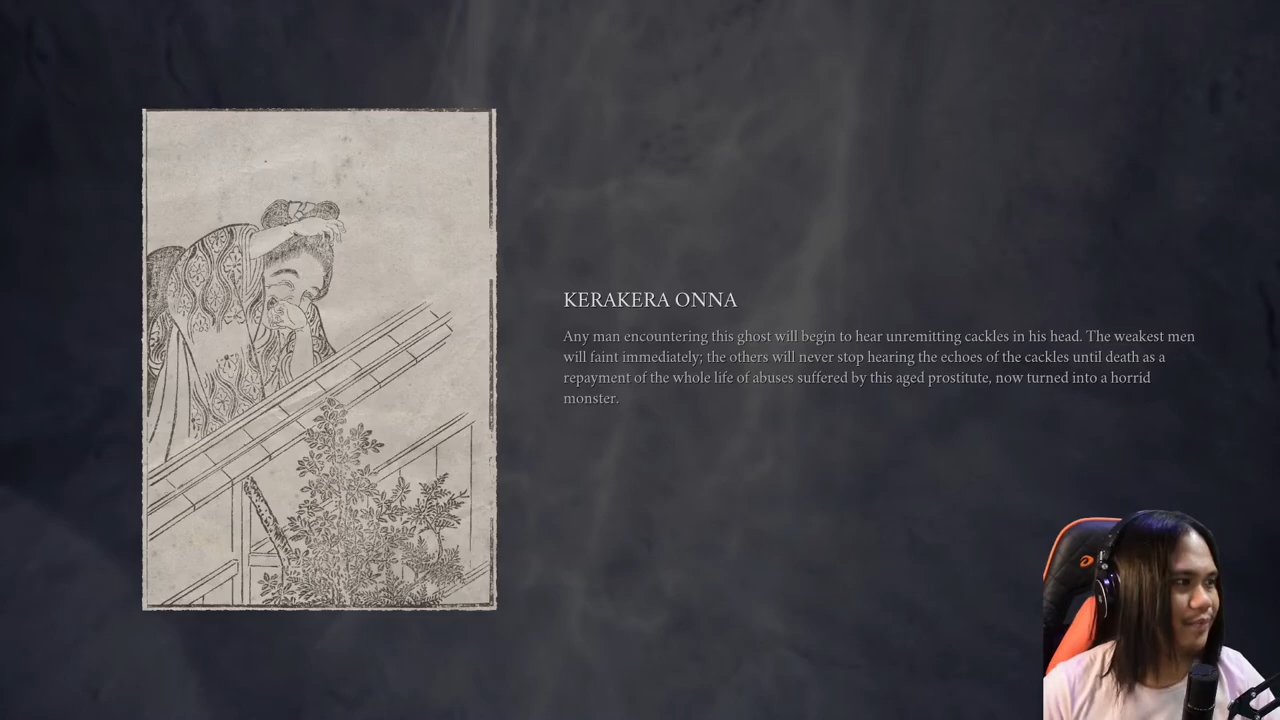 KERAKERA ONNA
Any man encountering this ghost will begin to hear unremitting cackles in his head. The weakest men
will faint immediately; the others will never stop hearing the echoes of the cackles until death as a
repayment of the whole life of abuses suffered by this aged prostitute, now turned into a horrid
monster.